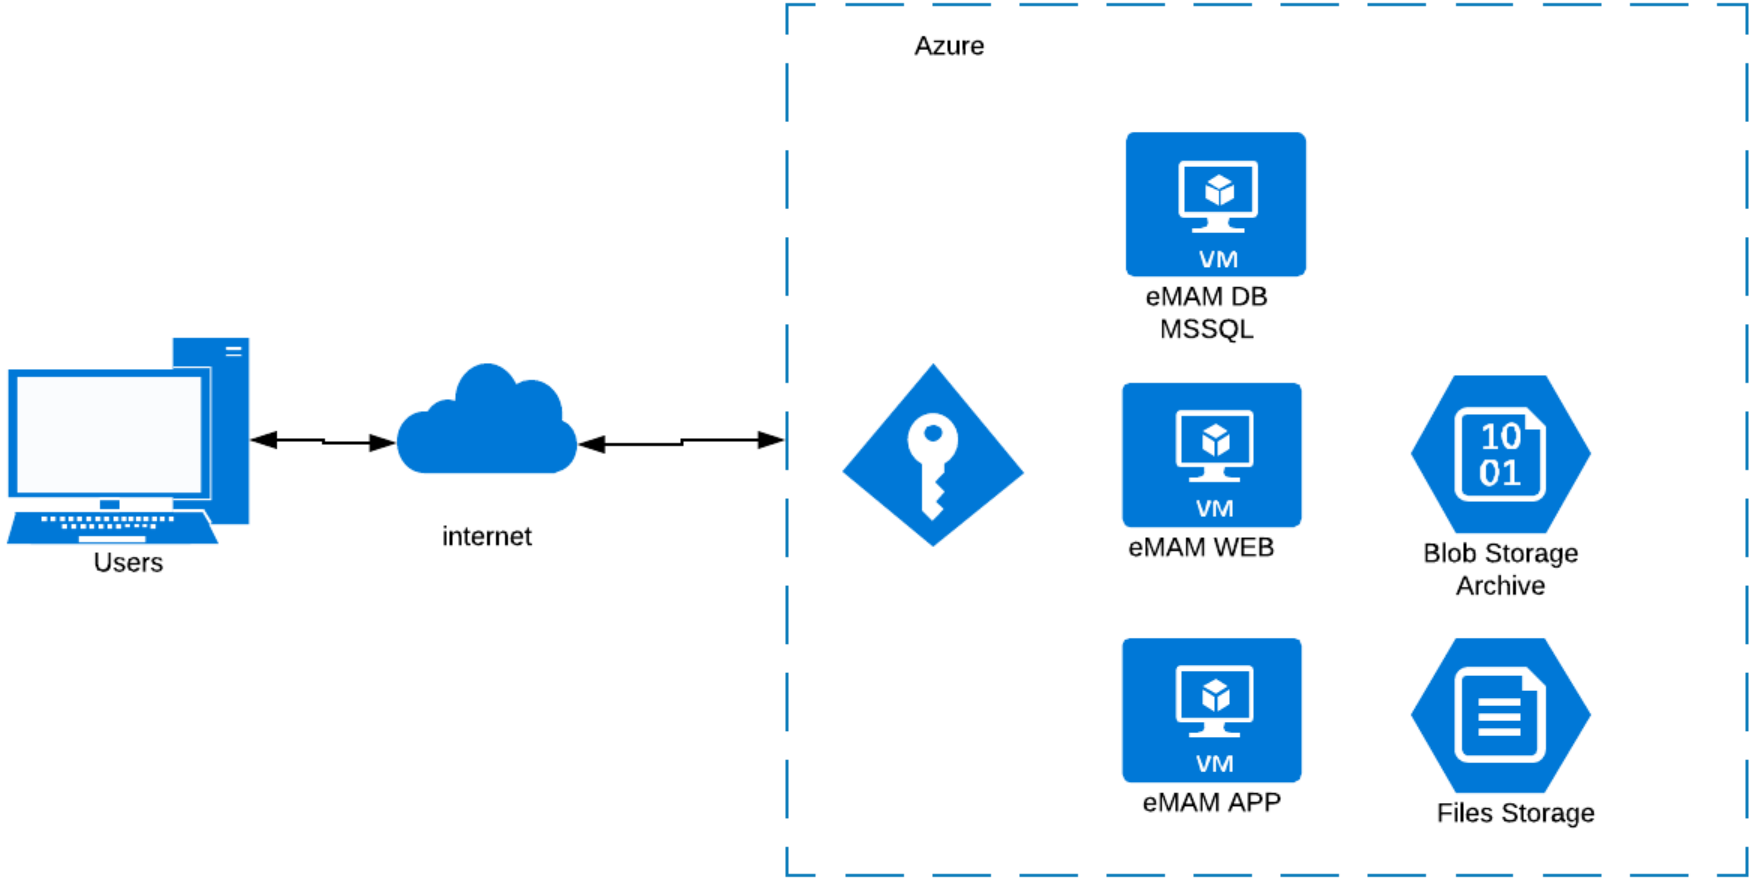 Azure
VM
eMAM DB
MSSQL
Users
internet
VM
eMAM WEB
10
01
Blob Storage
Archive
VM
eMAM APP
Files Storage